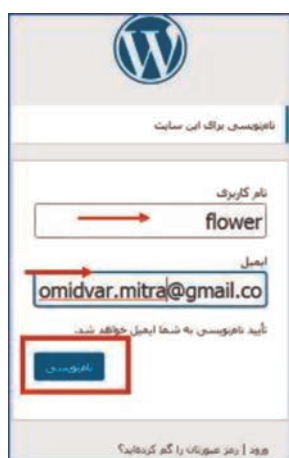 نام‌نویسی برای این سایت
نام کاربری
flower
ایمیل
omidvar.mitra@gmail.co
تأیید نام‌نویسی به شما ایمیل خواهد شد.
نام‌نویسی
ورود | رمز عبورتان را گم کرده‌اید؟